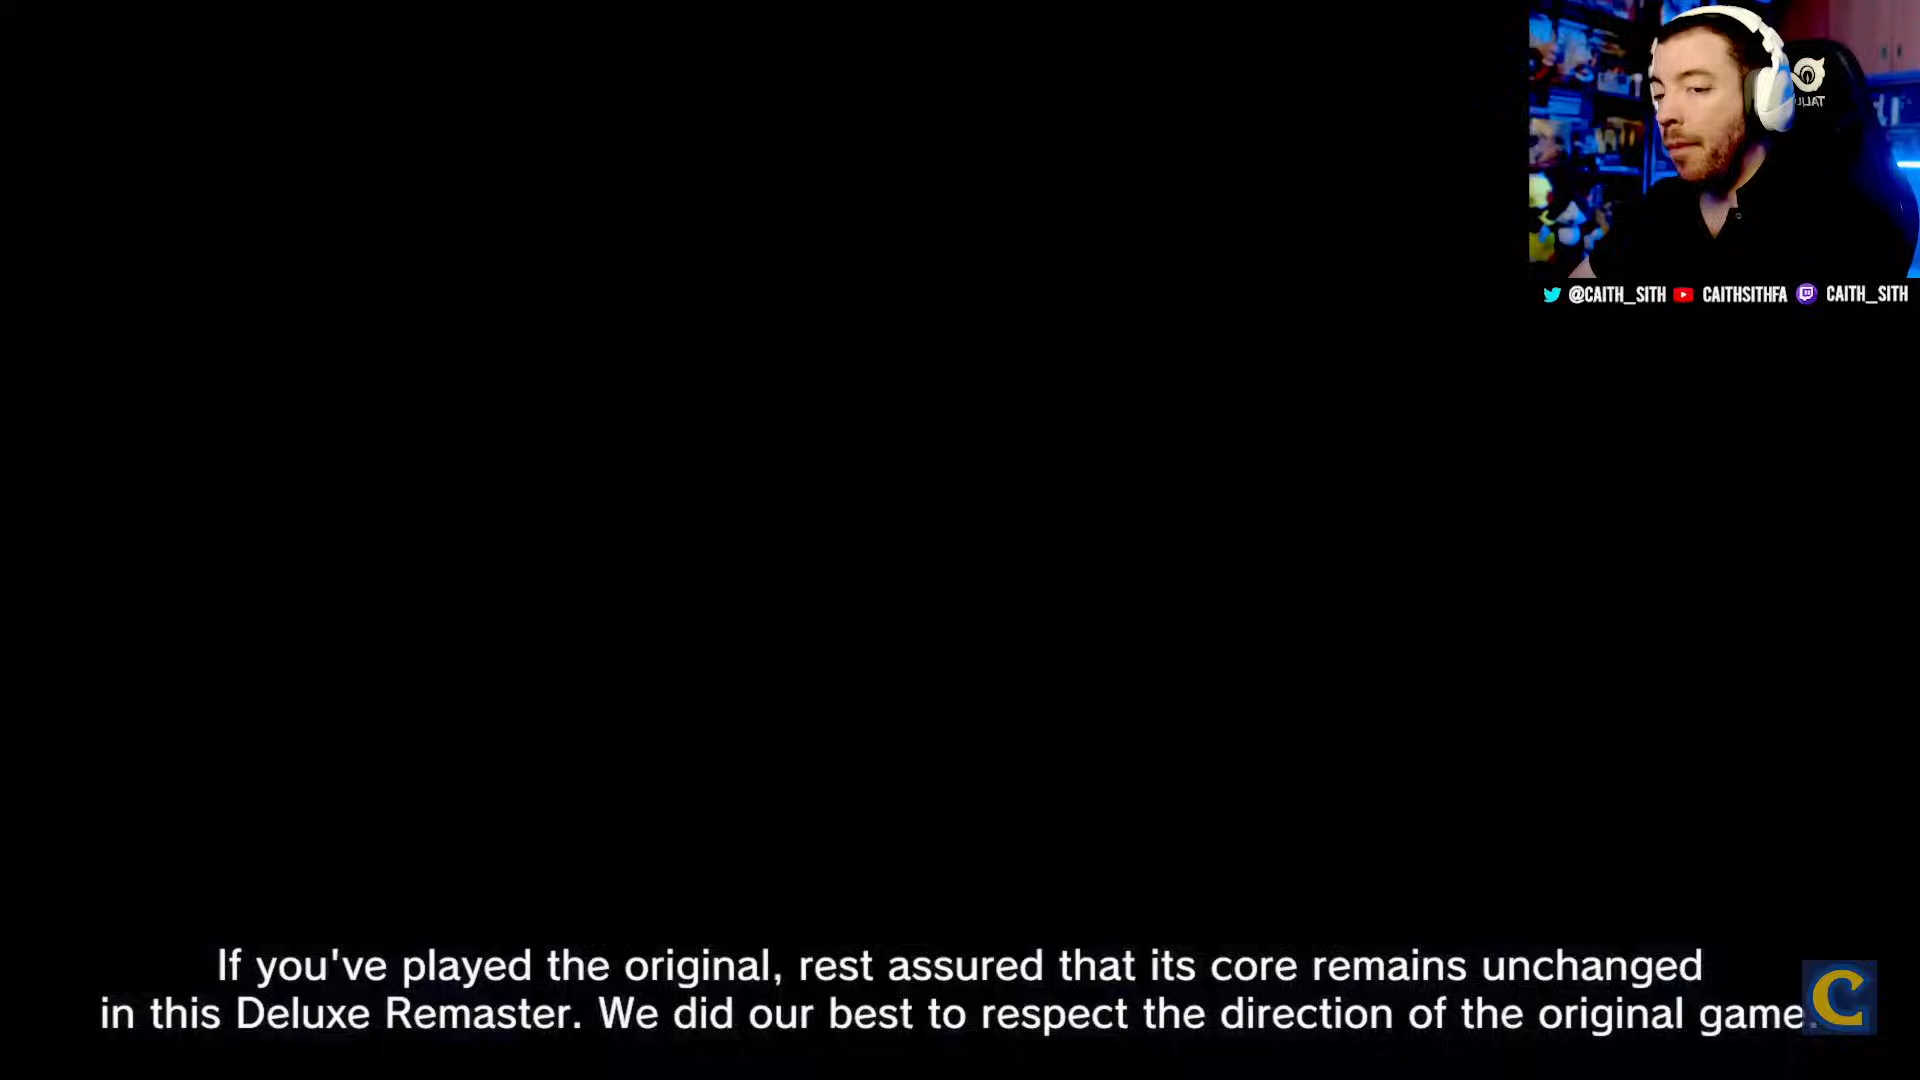 @CAITH_SITH CAITHSITHFA CAITH_SITH
If you've played the original, rest assured that its core remains unchanged
in this Deluxe Remaster. We did our best to respect the direction of the original game.
C